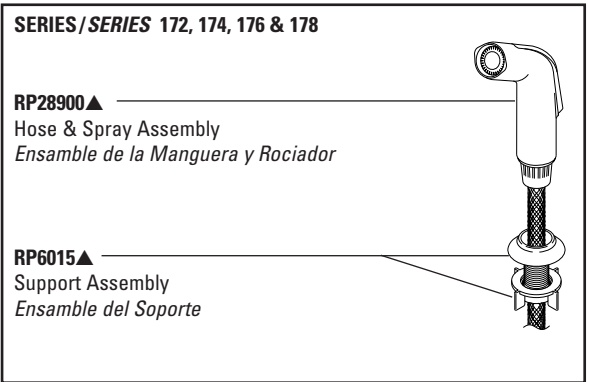 SERIES/SERIES 172, 174, 176 & 178
RP28900▲
Hose & Spray Assembly
Ensamble de la Manguera y Rociador
RP6015▲
Support Assembly
Ensamble del Soporte